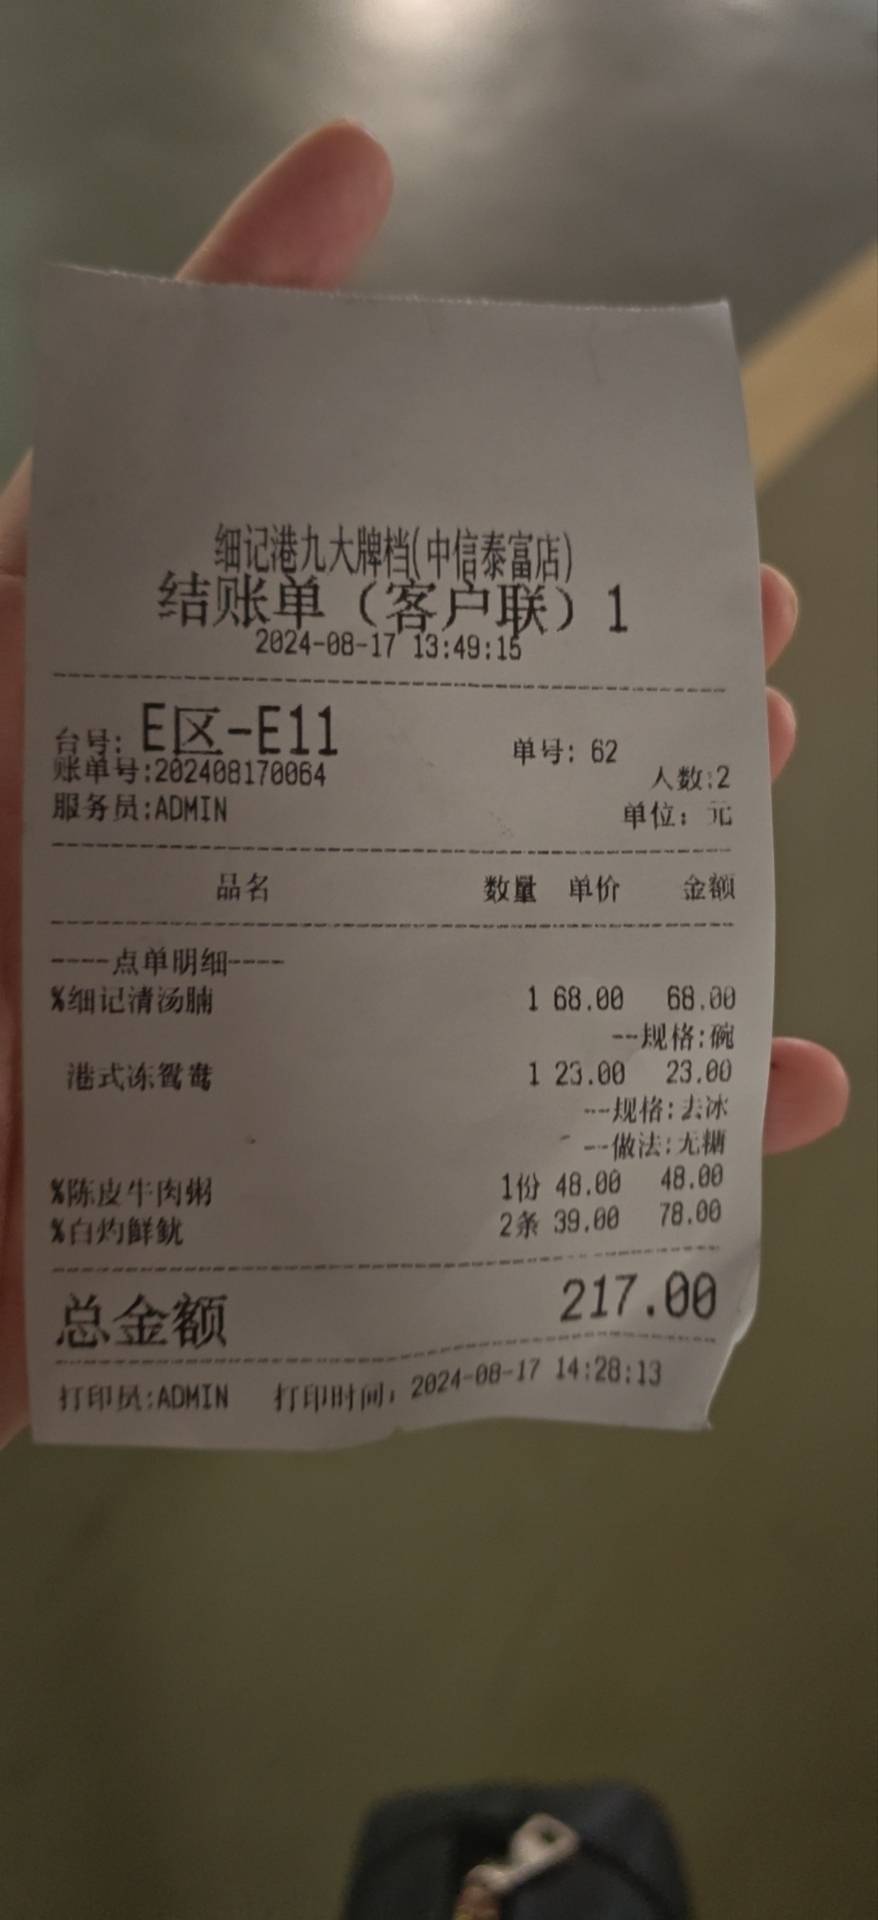 细记港九大牌档(中信泰富店)
结账单（客户联）1
2024-08-17 13:49:15
台号: E区-E11 单号: 62
账单号:202408170064 人数:2
服务员:ADMIN 单位: 元
品名 数量 单价 金额
----点单明细----
%细记清汤腩 1 68.00 68.00
--规格:碗
港式冻鸳鸯 1 23.00 23.00
--规格:去冰
--做法:无糖
%陈皮牛肉粥 1份 48.00 48.00
%白灼鲜鱿 2条 39.00 78.00
总金额 217.00
打印员:ADMIN 打印时间: 2024-08-17 14:28:13